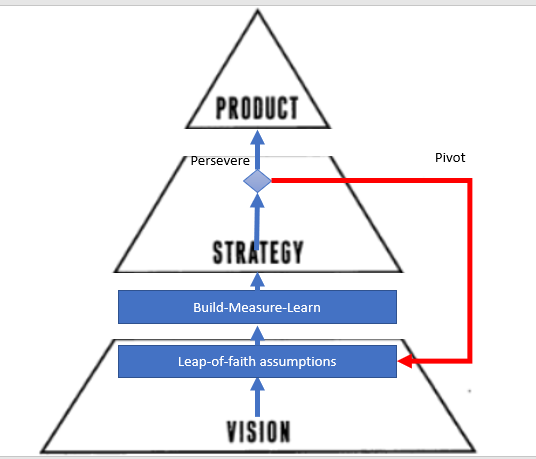 PRODUCT
Persevere
Pivot
STRATEGY
Build-Measure-Learn
Leap-of-faith assumptions
VISION